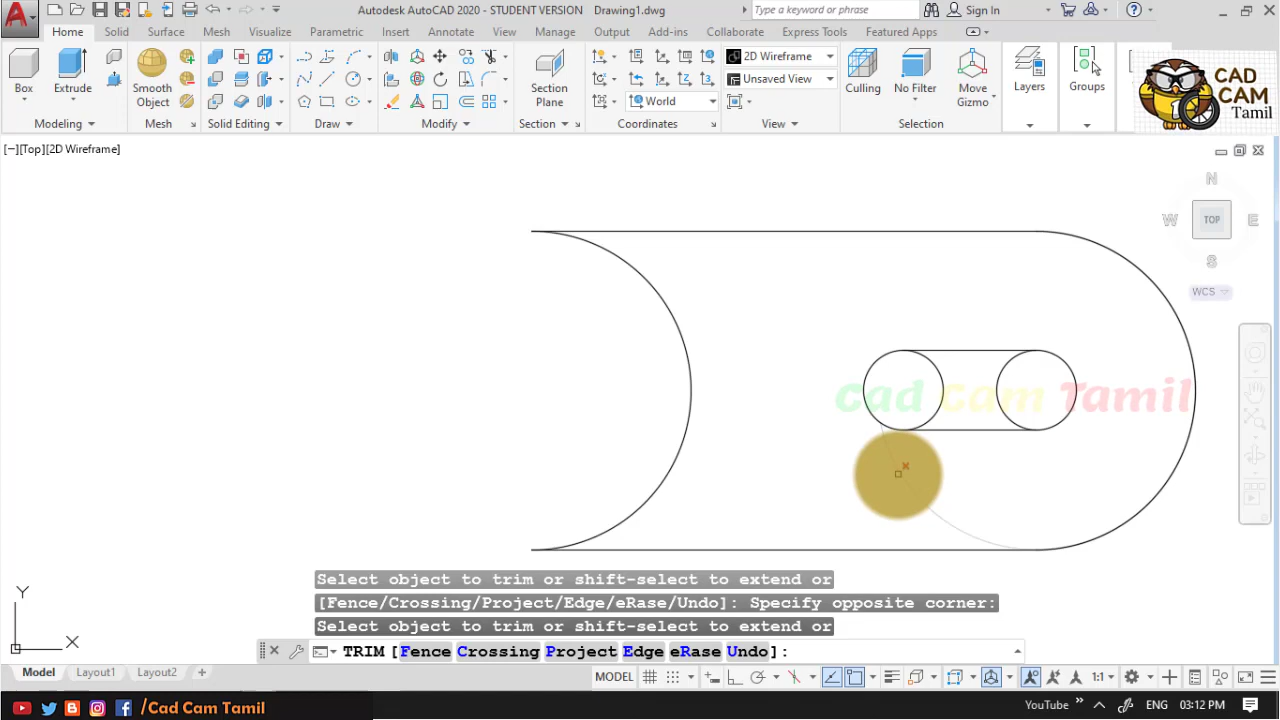 Autodesk AutoCAD 2020 - STUDENT VERSION Drawing1.dwg
Type a keyword or phrase
Sign In
Home Solid Surface Mesh Visualize Parametric Insert Annotate View Manage Output Add-ins Collaborate Express Tools Featured Apps
Box
Extrude
Smooth
Object
Section
Plane
2D Wireframe
Unsaved View
World
Culling
No Filter
Move
Gizmo
Layers
Groups
Modeling
Mesh
Solid Editing
Draw
Modify
Section
Coordinates
View
Selection
CAD
CAM
Tamil
[−][Top][2D Wireframe]
N
W
TOP
E
S
WCS
Cad Cam Tamil
Select object to trim or shift-select to extend or
[Fence/Crossing/Project/Edge/eRase/Undo]: Specify opposite corner:
Select object to trim or shift-select to extend or
TRIM [Fence Crossing Project Edge eRase Undo]:
Y
X
Model Layout1 Layout2 +
MODEL
1:1
/Cad Cam Tamil
YouTube
ENG
03:12 PM